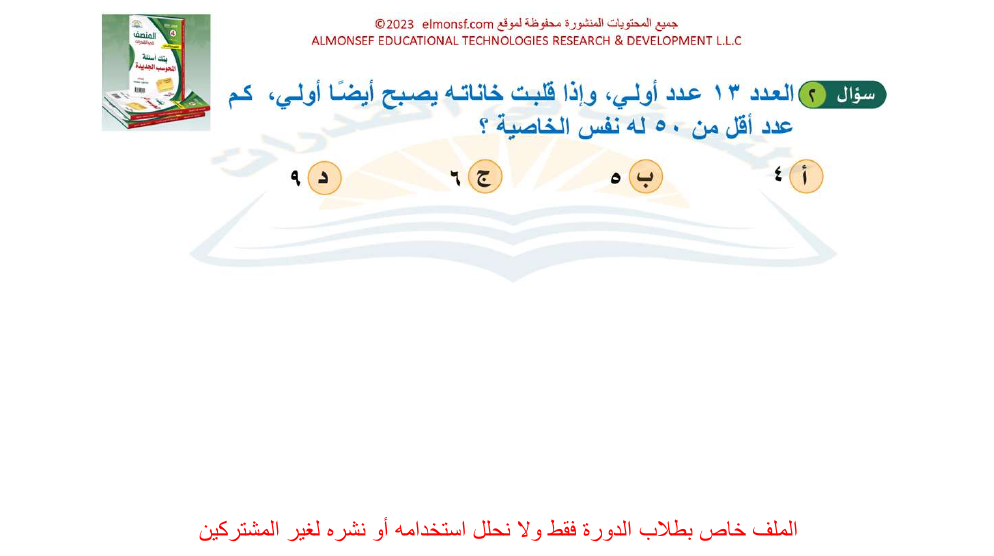 جميع المحتويات المنشورة محفوظة لموقع elmonsf.com ©2023
ALMONSEF EDUCATIONAL TECHNOLOGIES RESEARCH & DEVELOPMENT L.L.C
المنصف
بنك أسئلة
المحوسب الجديدة
سؤال ٢ العدد ١٣ عدد أولي، وإذا قلبت خاناته يصبح أيضًا أولي، كم
عدد أقل من ٥٠ له نفس الخاصية ؟
أ ٤ ب ٥ ج ٦ د ٩
الملف خاص بطلاب الدورة فقط ولا نحلل استخدامه أو نشره لغير المشتركين